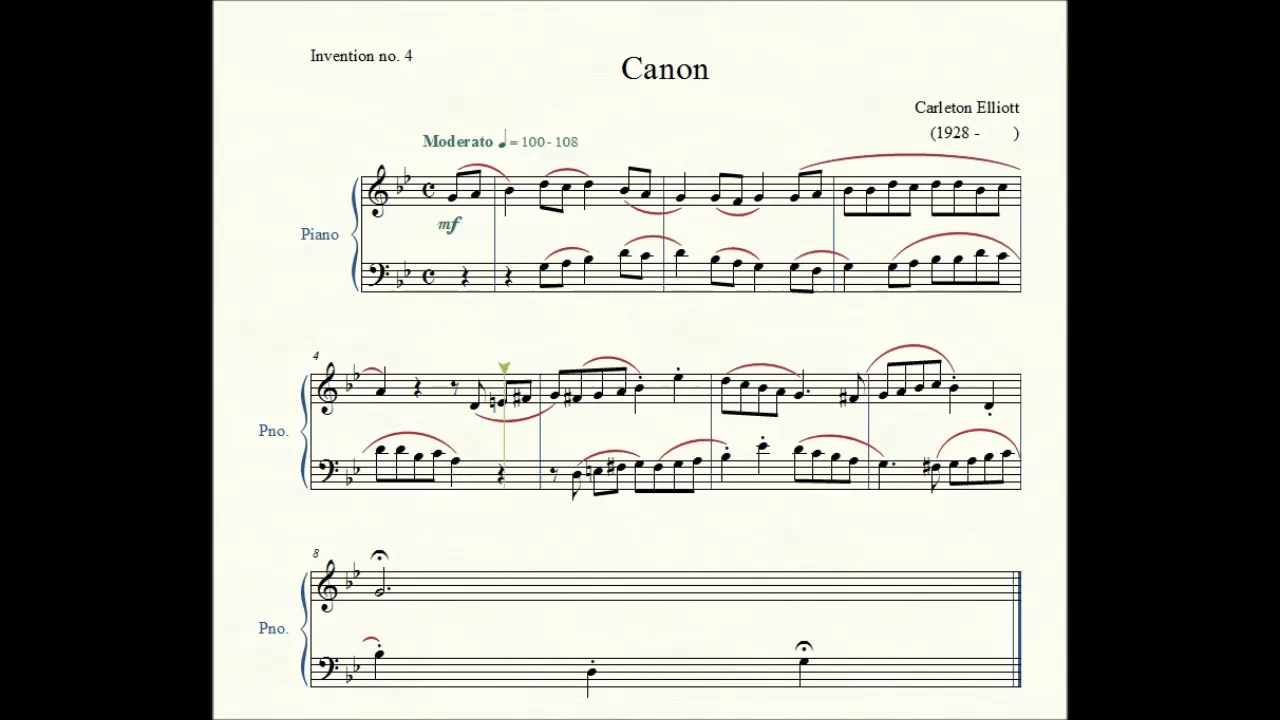 Invention no. 4
Canon
Carleton Elliott
(1928 - )
Moderato ♩ = 100 - 108
mf
Piano
4
Pno.
8
Pno.